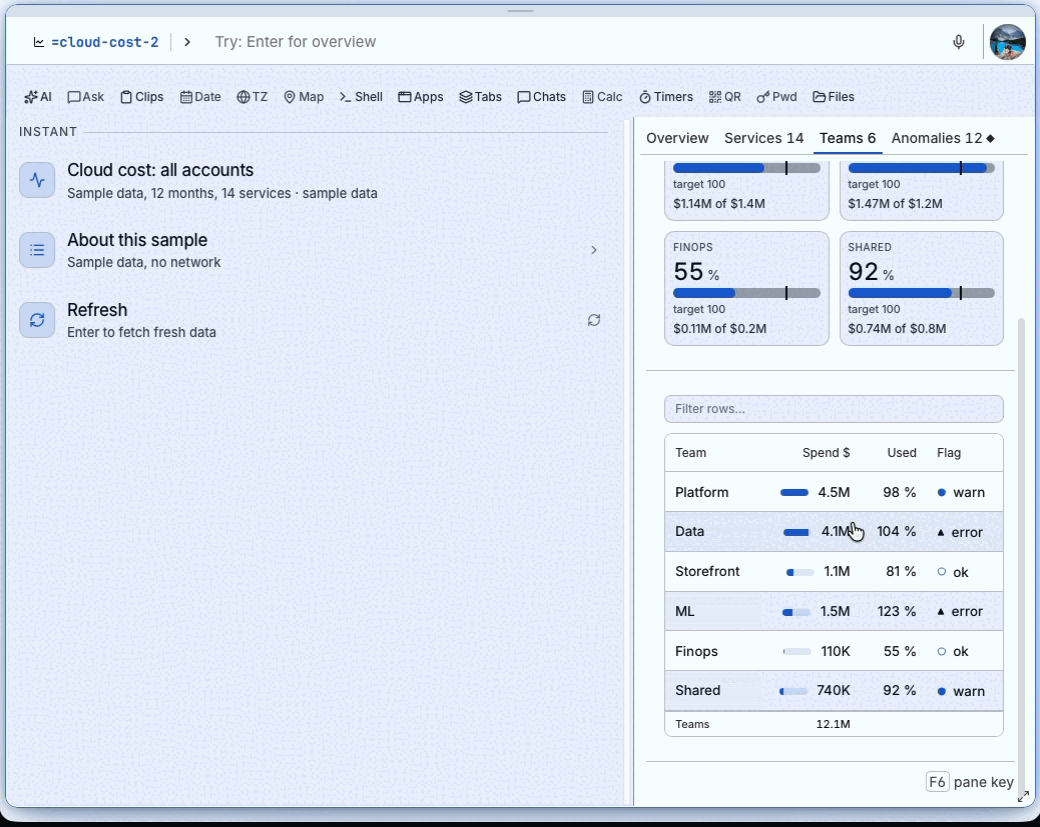 =cloud-cost-2 Try: Enter for overview
AI Ask Clips Date TZ Map Shell Apps Tabs Chats Calc Timers QR Pwd Files
INSTANT
Cloud cost: all accounts
Sample data, 12 months, 14 services · sample data
About this sample
Sample data, no network
Refresh
Enter to fetch fresh data
Overview Services 14 Teams 6 Anomalies 12
target 100
$1.14M of $1.4M
target 100
$1.47M of $1.2M
FINOPS
55 %
target 100
$0.11M of $0.2M
SHARED
92 %
target 100
$0.74M of $0.8M
Filter rows...
Team Spend $ Used Flag
Platform 4.5M 98 % warn
Data 4.1M 104 % error
Storefront 1.1M 81 % ok
ML 1.5M 123 % error
Finops 110K 55 % ok
Shared 740K 92 % warn
Teams 12.1M
F6 pane key